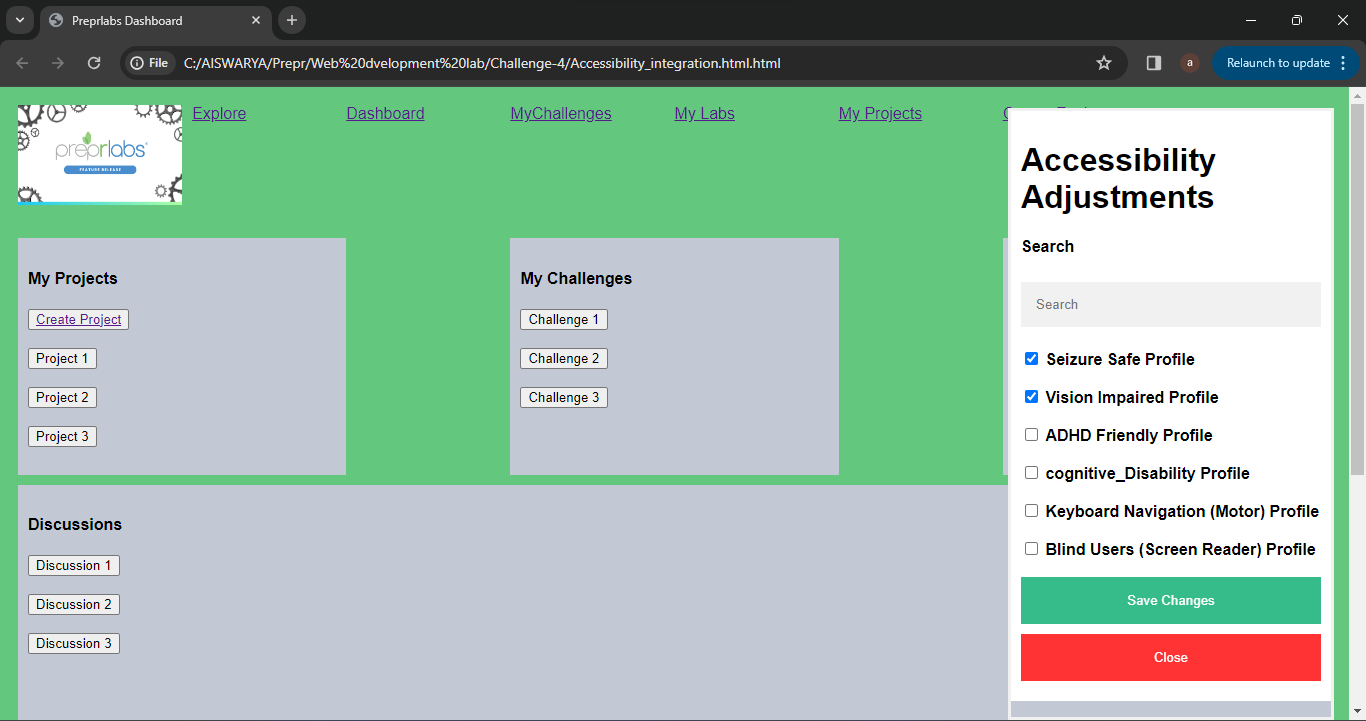 Preprlabs Dashboard
File
C:/AISWARYA/Prepr/Web%20dvelopment%20lab/Challenge-4/Accessibility_integration.html.html
a
Relaunch to update
preprlabs
FEATURE RELEASE
Explore
Dashboard
MyChallenges
My Labs
My Projects
Accessibility
Adjustments
Search
Search
Seizure Safe Profile
Vision Impaired Profile
ADHD Friendly Profile
cognitive_Disability Profile
Keyboard Navigation (Motor) Profile
Blind Users (Screen Reader) Profile
Save Changes
Close
My Projects
Create Project
Project 1
Project 2
Project 3
My Challenges
Challenge 1
Challenge 2
Challenge 3
Discussions
Discussion 1
Discussion 2
Discussion 3